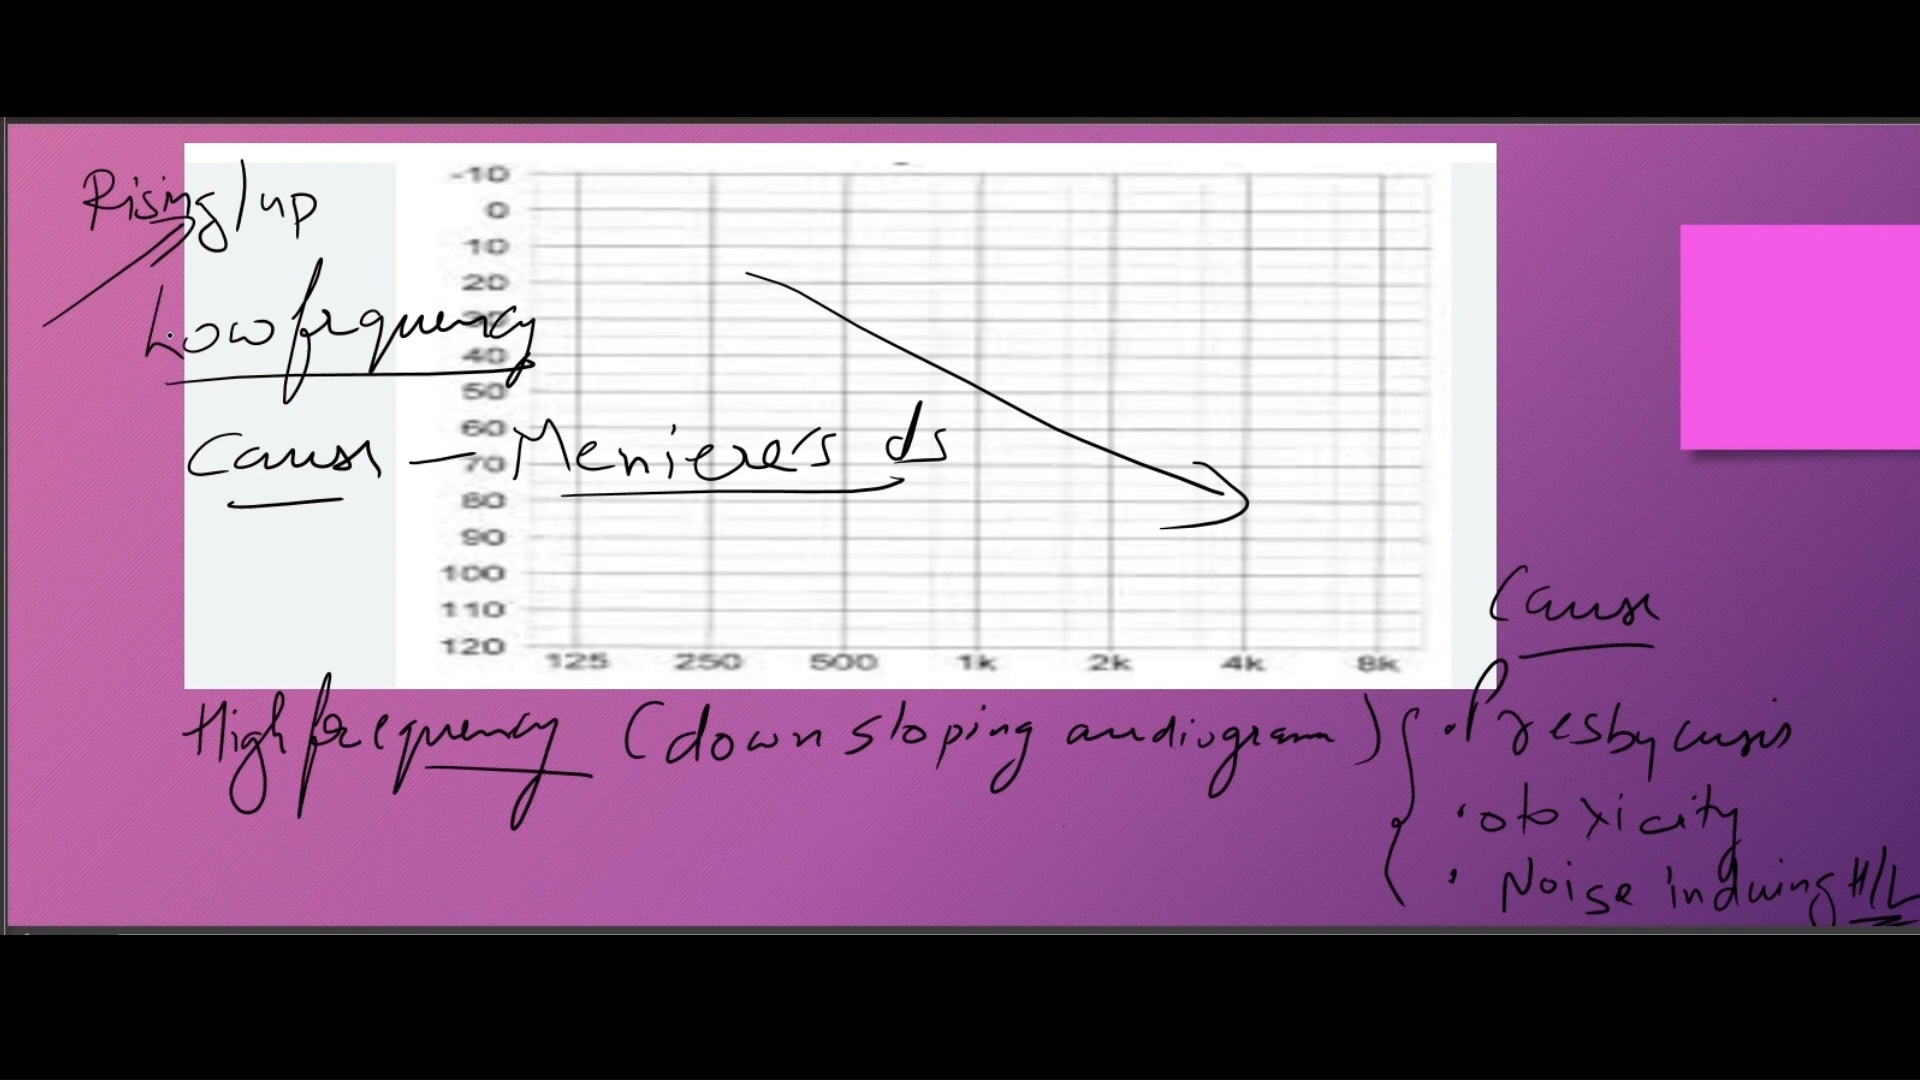 Rising/up
Low frequency
Cause — Meniere's ds
-10
0
10
20
30
40
50
60
70
80
90
100
110
120
125 250 500 1k 2k 4k 8k
High frequency (down sloping audiogram)
Cause
· Presbycusis
· ototoxicity
· Noise inducing H/L